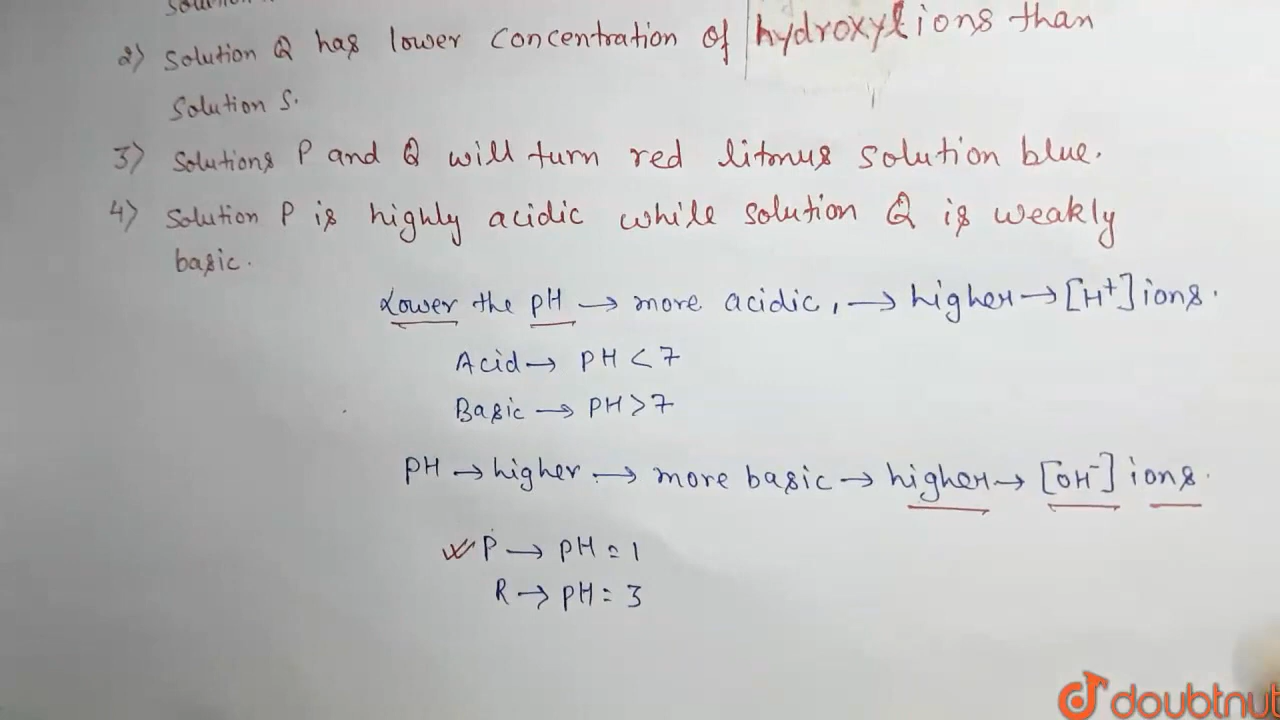 2) Solution Q has lower concentration of hydroxyl ions than
Solution S.
3) Solutions P and Q will turn red litmus solution blue.
4) Solution P is highly acidic while solution Q is weakly
basic.
Lower the pH → more acidic, → higher → [H⁺] ions.
Acid → PH < 7
Basic → PH > 7
PH → higher → more basic → higher → [OH⁻] ions.
P → pH = 1
R → pH = 3
doubtnut